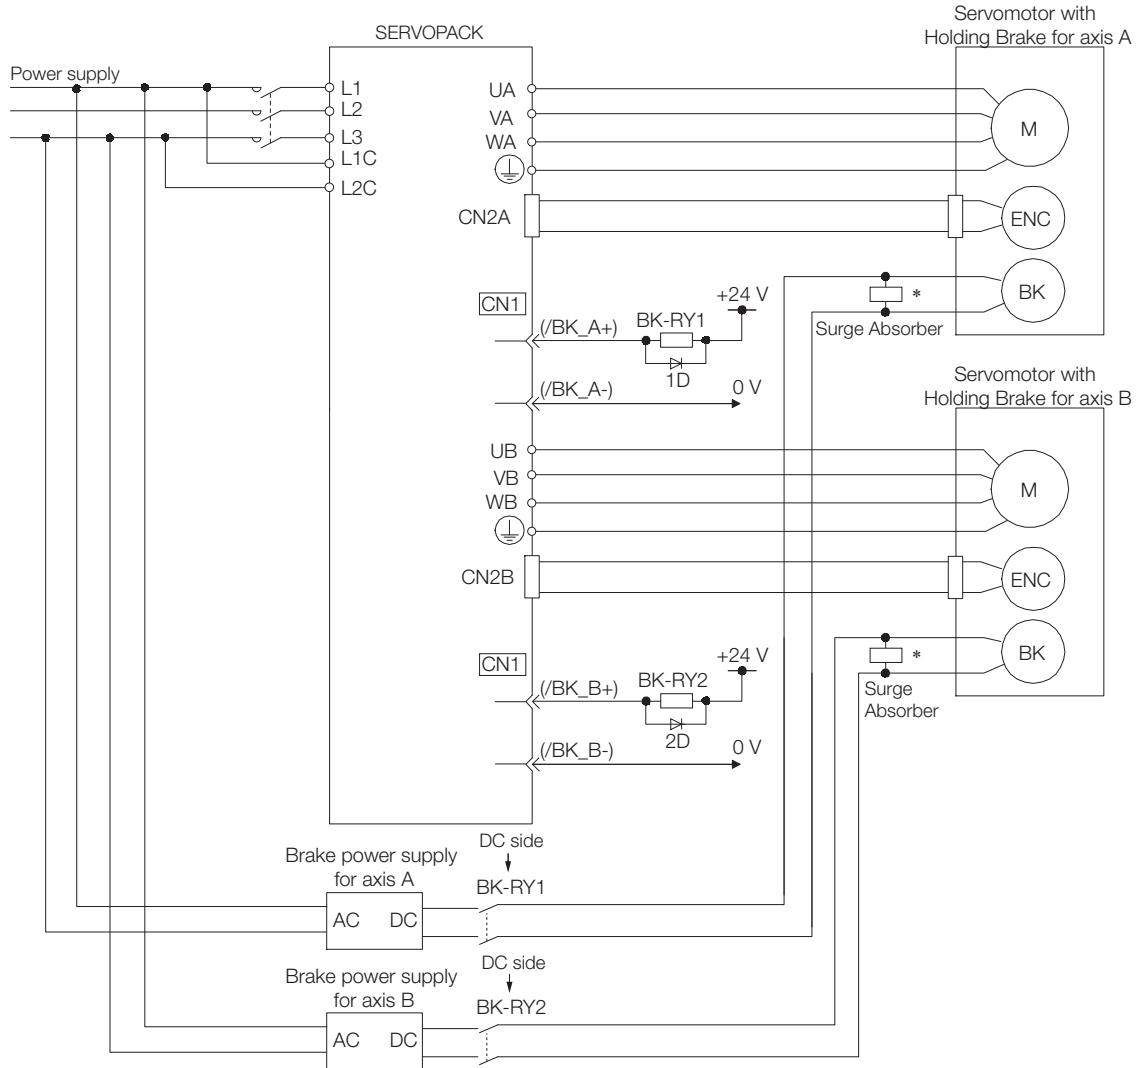 Servomotor with
Holding Brake for axis A
SERVOPACK
Power supply
L1
L2
L3
L1C
L2C
UA
VA
WA
M
CN2A
ENC
CN1
(/BK_A+)
BK-RY1
+24 V
1D
(/BK_A-)
0 V
*
BK
Surge Absorber
Servomotor with
Holding Brake for axis B
UB
VB
WB
M
CN2B
ENC
CN1
(/BK_B+)
BK-RY2
+24 V
2D
(/BK_B-)
0 V
*
BK
Surge
Absorber
Brake power supply
for axis A
DC side
BK-RY1
AC DC
Brake power supply
for axis B
DC side
BK-RY2
AC DC